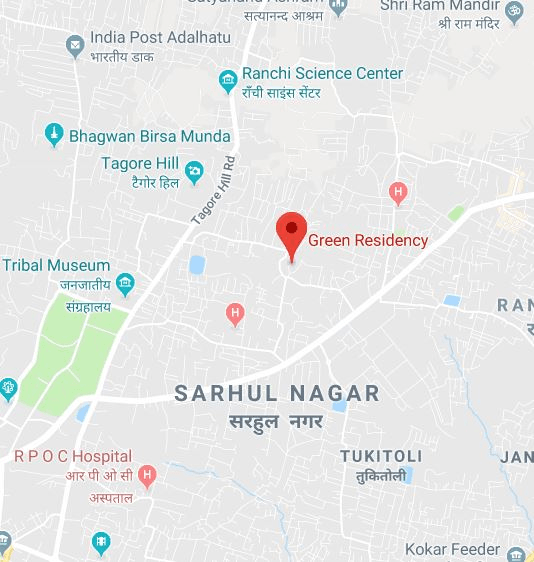 Satyanand Ashram
सत्यानन्द आश्रम
Shri Ram Mandir
श्री राम मंदिर
India Post Adalhatu
भारतीय डाक
Ranchi Science Center
राँची साइंस सेंटर
Bhagwan Birsa Munda
Tagore Hill
टैगोर हिल
Tagore Hill Rd
H
Green Residency
Tribal Museum
जनजातीय
संग्रहालय
H
RAN
SARHUL NAGAR
सरहुल नगर
R P O C Hospital
आर पी ओ सी
अस्पताल
H
TUKITOLI
तुकितोली
JAN
Kokar Feeder